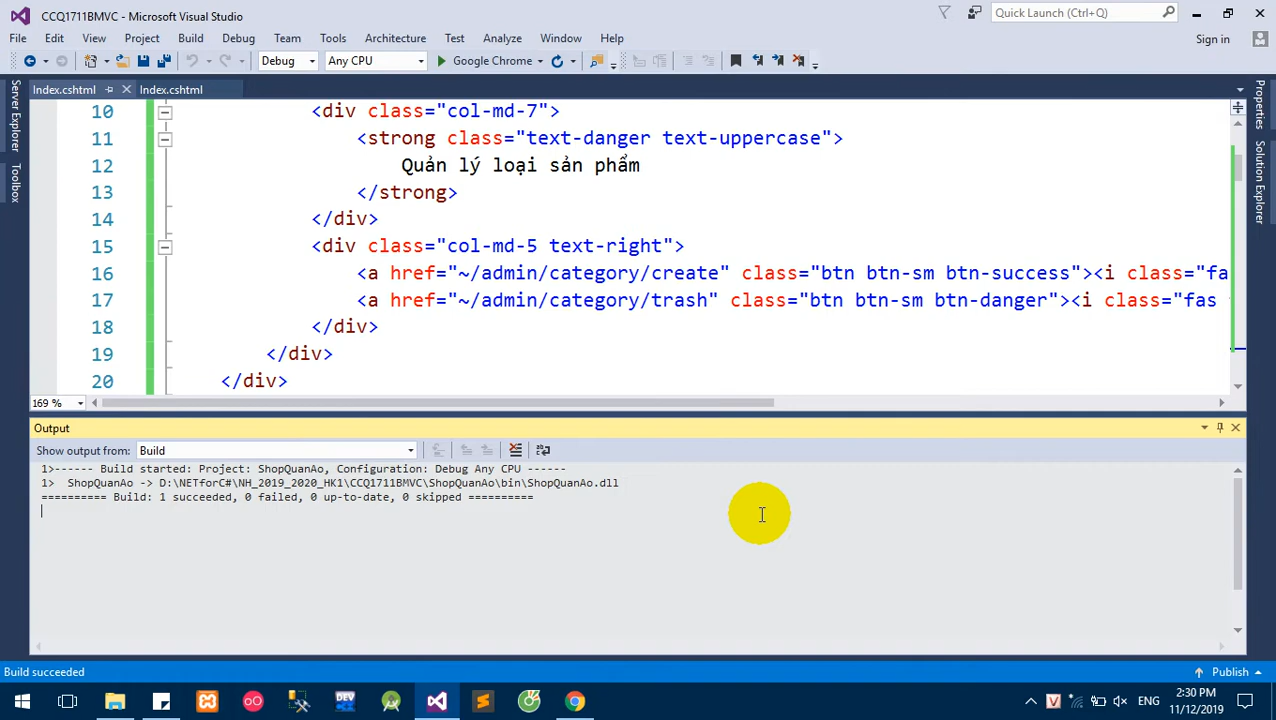 CCQ1711BMVC - Microsoft Visual Studio
Quick Launch (Ctrl+Q)
File Edit View Project Build Debug Team Tools Architecture Test Analyze Window Help
Sign in
Debug Any CPU Google Chrome
Index.cshtml Index.cshtml
Server Explorer
Toolbox
Properties
Solution Explorer
10 <div class="col-md-7">
11 <strong class="text-danger text-uppercase">
12 Quản lý loại sản phẩm
13 </strong>
14 </div>
15 <div class="col-md-5 text-right">
16 <a href="~/admin/category/create" class="btn btn-sm btn-success"><i class="fa
17 <a href="~/admin/category/trash" class="btn btn-sm btn-danger"><i class="fas
18 </div>
19 </div>
20 </div>
169 %
Output
Show output from: Build
1>------ Build started: Project: ShopQuanAo, Configuration: Debug Any CPU ------
1>  ShopQuanAo -> D:\NETforC#\NH_2019_2020_HK1\CCQ1711BMVC\ShopQuanAo\bin\ShopQuanAo.dll
========== Build: 1 succeeded, 0 failed, 0 up-to-date, 0 skipped ==========
Build succeeded
Publish
DEV
V
ENG
2:30 PM
11/12/2019